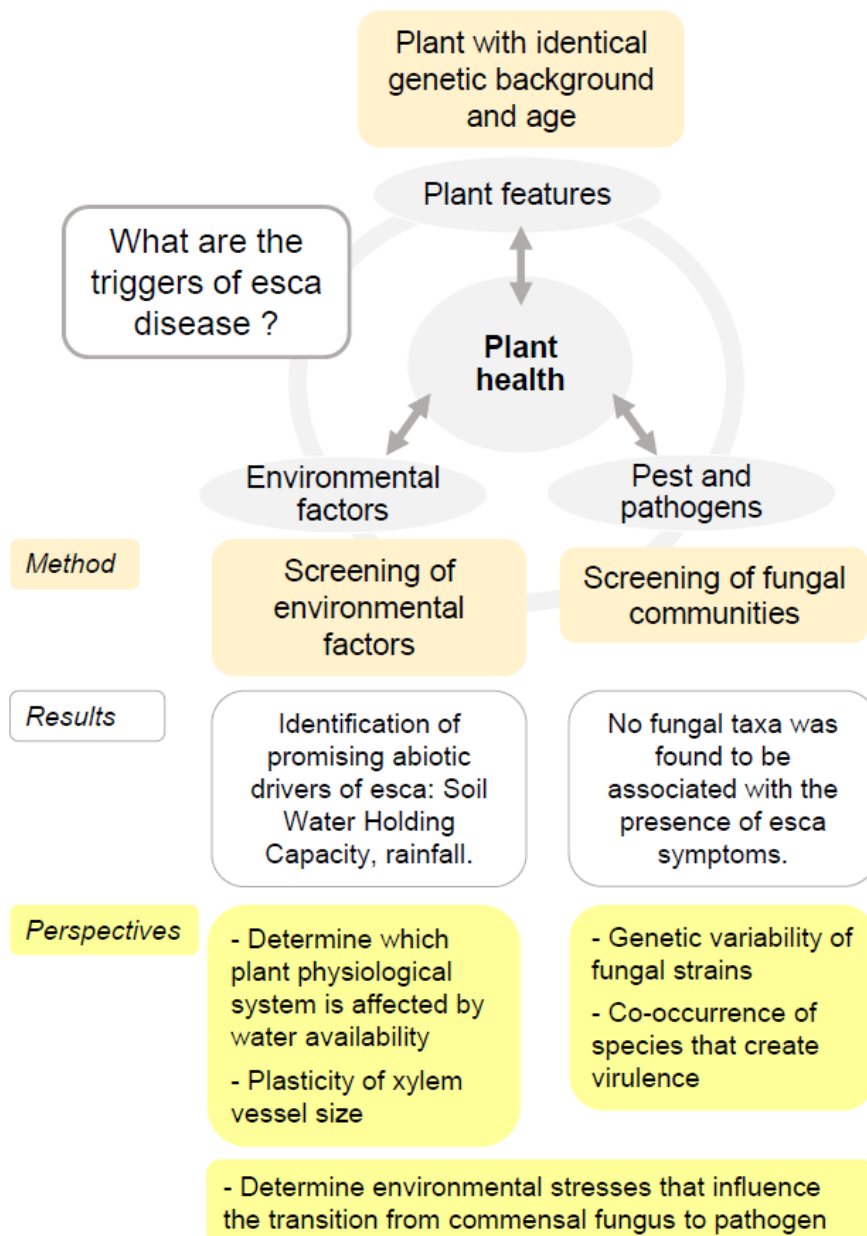 Plant with identical
genetic background
and age
Plant features
What are the
triggers of esca
disease ?
Plant
health
Environmental
factors
Pest and
pathogens
Method
Screening of
environmental
factors
Screening of fungal
communities
Results
Identification of
promising abiotic
drivers of esca: Soil
Water Holding
Capacity, rainfall.
No fungal taxa was
found to be
associated with the
presence of esca
symptoms.
Perspectives
- Determine which
plant physiological
system is affected by
water availability
- Plasticity of xylem
vessel size
- Genetic variability of
fungal strains
- Co-occurrence of
species that create
virulence
- Determine environmental stresses that influence
the transition from commensal fungus to pathogen